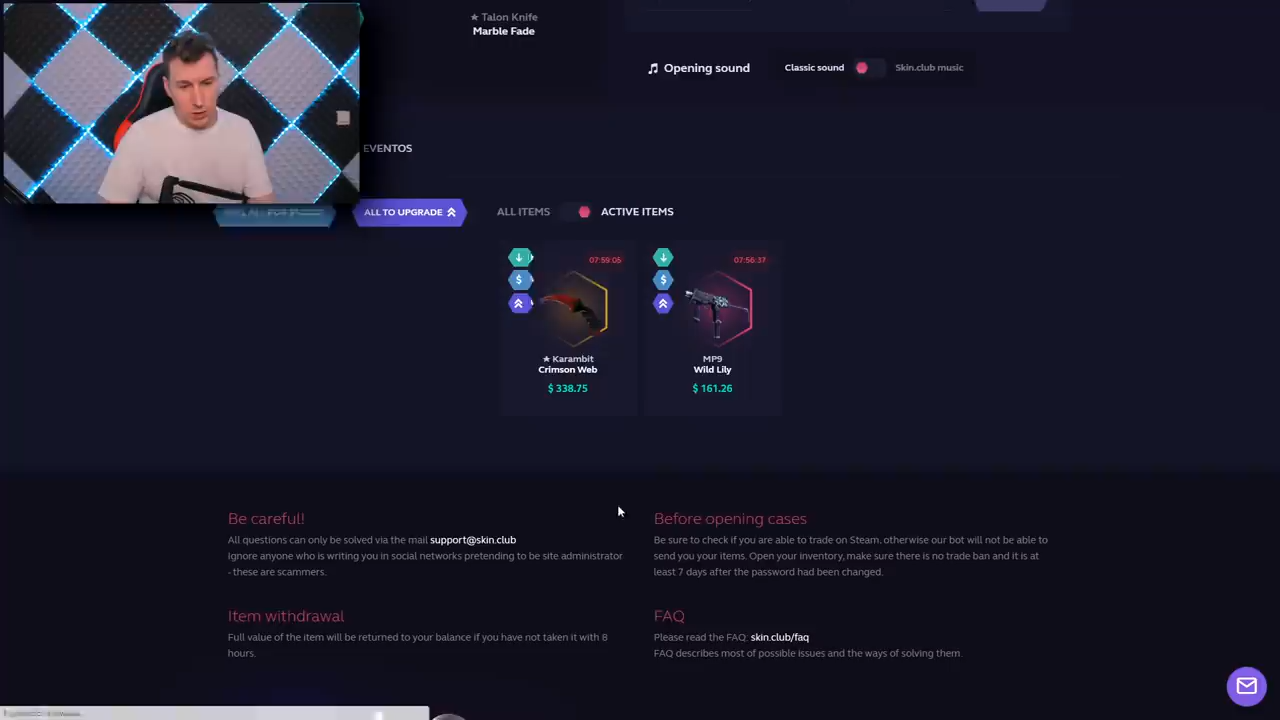 ★ Talon Knife
Marble Fade
Opening sound
Classic sound
Skin.club music
EVENTOS
ALL TO UPGRADE
ALL ITEMS
ACTIVE ITEMS
07:59:05
★ Karambit
Crimson Web
$ 338.75
07:56:37
MP9
Wild Lily
$ 161.26
Be careful!
All questions can only be solved via the mail support@skin.club
Ignore anyone who is writing you in social networks pretending to be site administrator
- these are scammers.
Before opening cases
Be sure to check if you are able to trade on Steam, otherwise our bot will not be able to
send you your items. Open your inventory, make sure there is no trade ban and it is at
least 7 days after the password had been changed.
Item withdrawal
Full value of the item will be returned to your balance if you have not taken it with 8
hours.
FAQ
Please read the FAQ: skin.club/faq
FAQ describes most of possible issues and the ways of solving them.